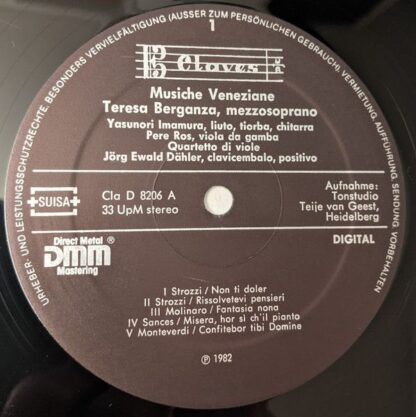 URHEBER- UND LEISTUNGSSCHUTZRECHTE, BESONDERS VERVIELFÄLTIGUNG (AUSSER ZUM PERSÖNLICHEN GEBRAUCH), VERMIETUNG, AUFFÜHRUNG, SENDUNG, VORBEHALTEN.
1
Claves
Musiche Veneziane
Teresa Berganza, mezzosoprano
Yasunori Imamura, liuto, tiorba, chitarra
Pere Ros, viola da gamba
Quartetto di viole
Jörg Ewald Dähler, clavicembalo, positivo
SUISA
Cla D 8206 A
33 UpM stereo
Aufnahme:
Tonstudio
Teije van Geest,
Heidelberg
Direct Metal
DMM®
Mastering
DIGITAL
I Strozzi / Non ti doler
II Strozzi / Rissolvetevi pensieri
III Molinaro / Fantasia nona
IV Sances / Misera, hor sì ch'il pianto
V Monteverdi / Confitebor tibi Domine
℗ 1982